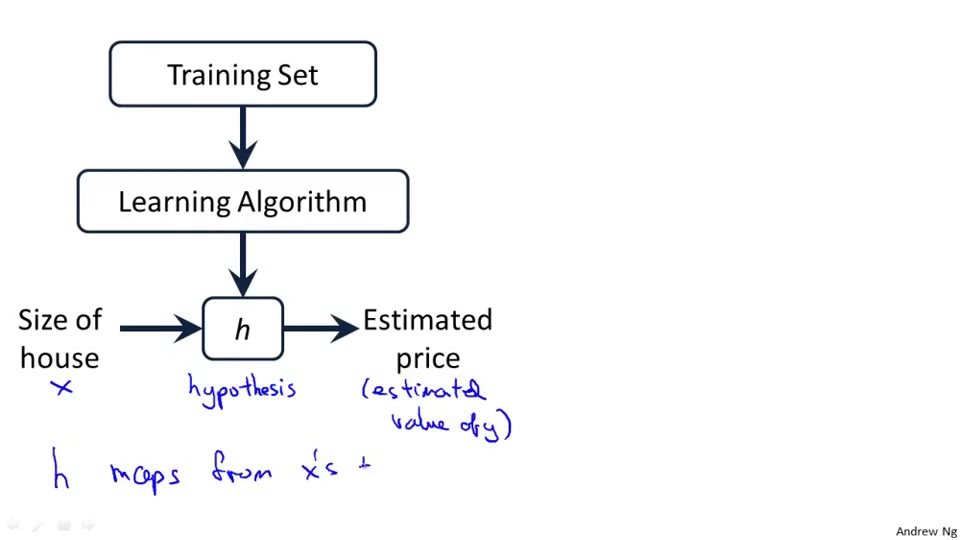 Training Set
Learning Algorithm
Size of
house
h
Estimated
price
x
hypothesis
(estimated
value of y)
h maps from x's
Andrew Ng